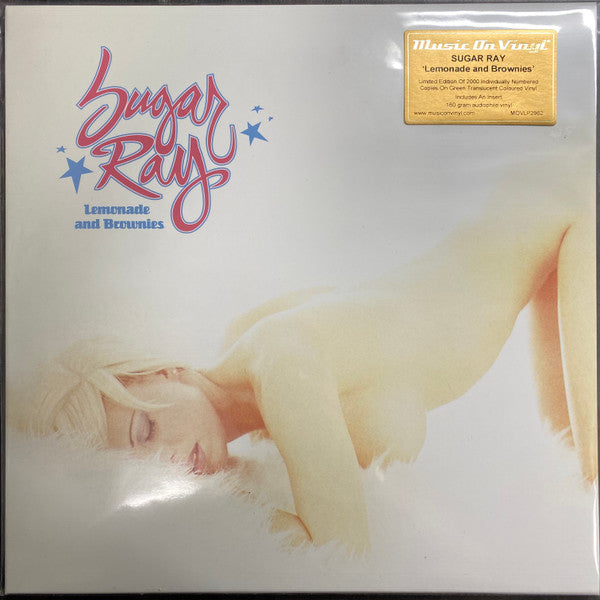 Sugar
Ray
Lemonade
and Brownies
Music On Vinyl
SUGAR RAY
'Lemonade and Brownies'
Limited Edition Of 2000 Individually Numbered
Copies On Green Translucent Coloured Vinyl
Includes An Insert
180 gram audiophile vinyl
www.musiconvinyl.com MOVLP2962